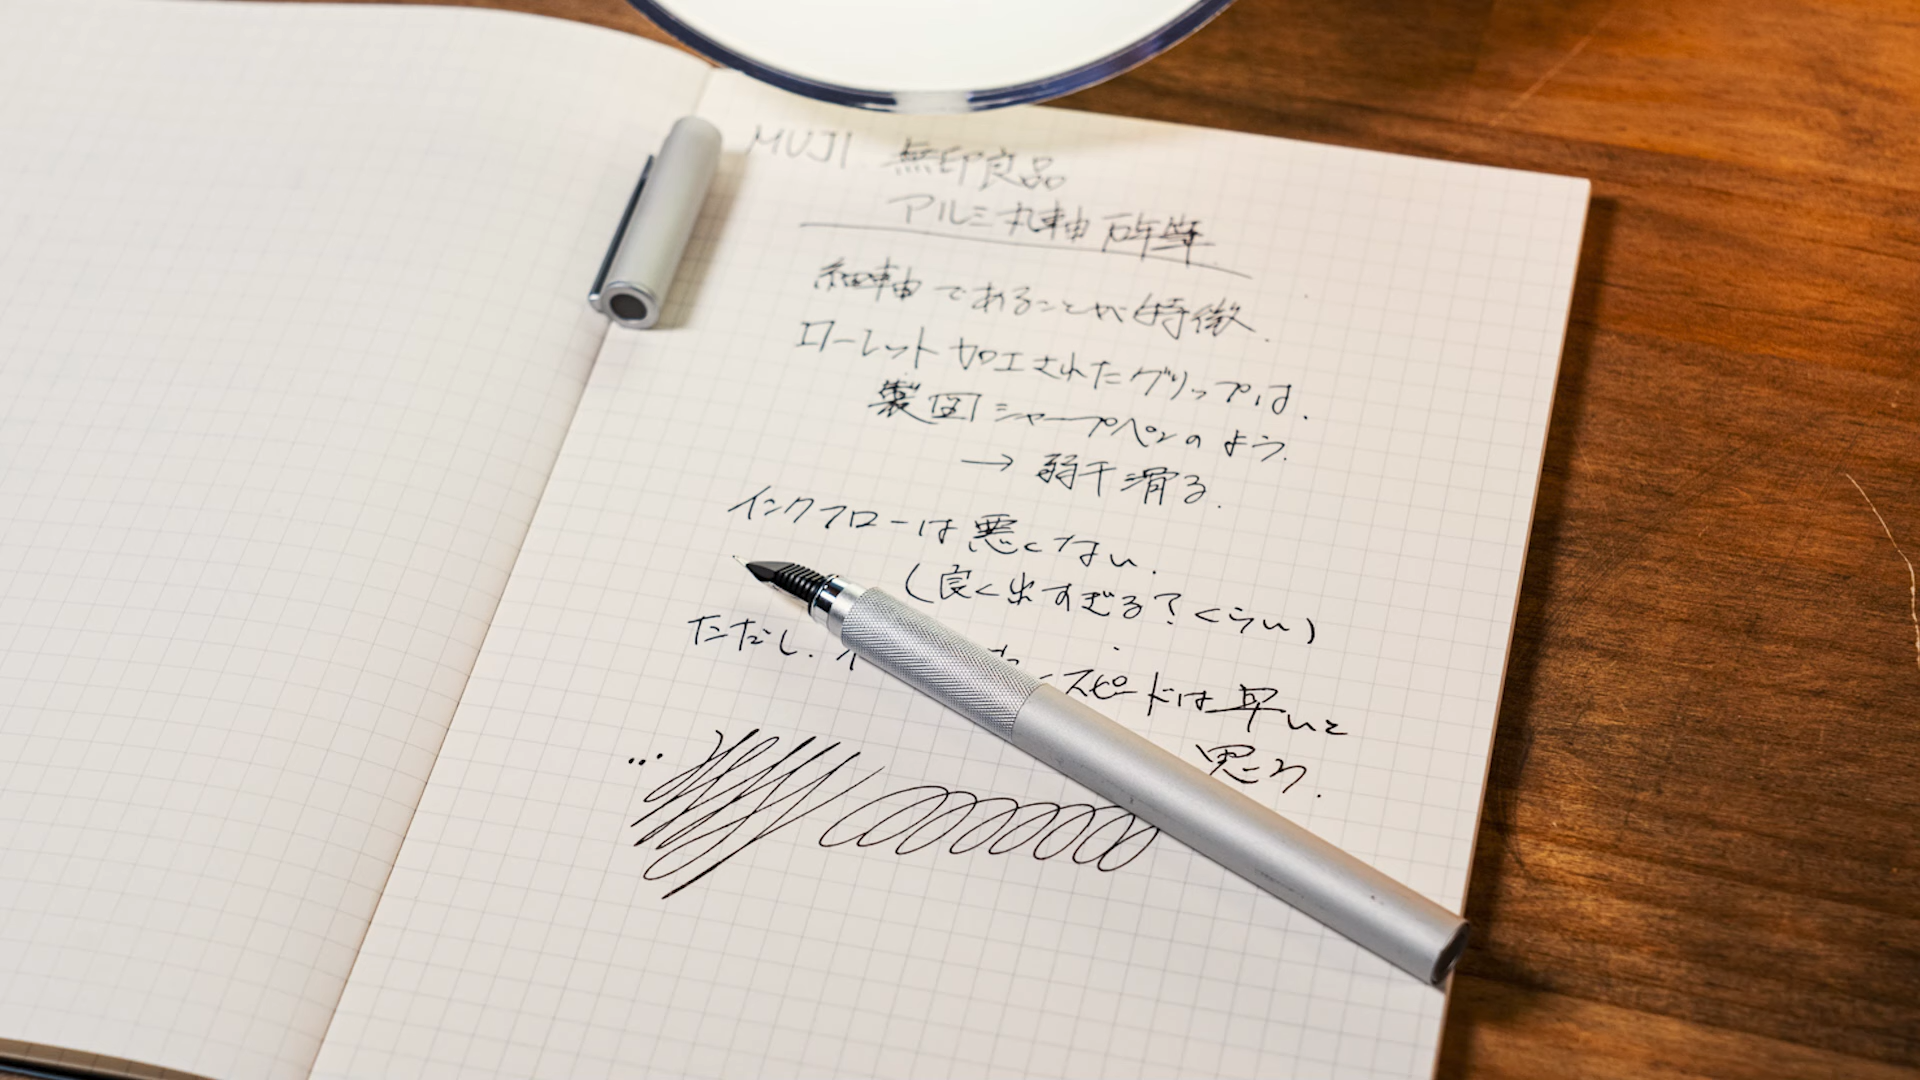 MUJI 無印良品
アルミ丸軸
細軸であることが特徴.
ローレット加工されたグリップは.
製図シャープペンのよう.
→ 若干滑る.
インクフローは悪くない.
(良く出すぎる?くらい)
ただし. スピードは早いと
思う.
...